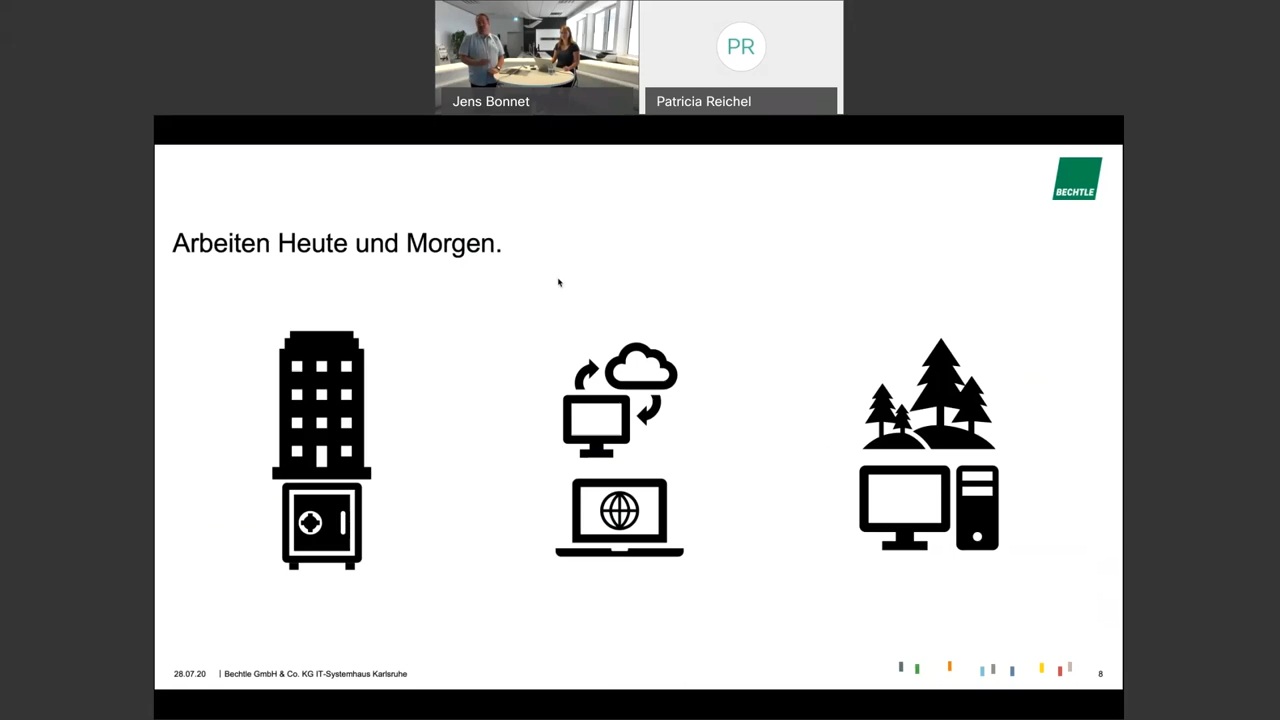 PR
Jens Bonnet
Patricia Reichel
BECHTLE
Arbeiten Heute und Morgen.
28.07.20 | Bechtle GmbH & Co. KG IT-Systemhaus Karlsruhe
8